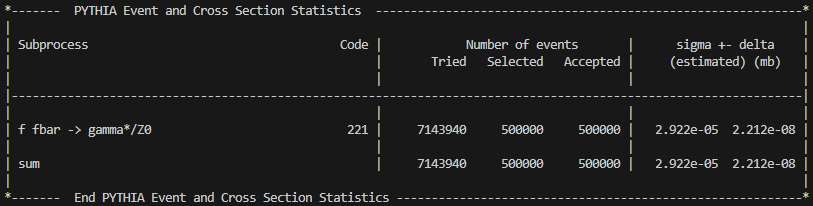 *-------  PYTHIA Event and Cross Section Statistics  -------------------------------------------------------------*
|                                                                                                                 |
| Subprocess                                    Code |            Number of events       |      sigma +- delta    |
|                                                    |       Tried   Selected   Accepted |     (estimated) (mb)   |
|                                                    |                                   |                        |
|-----------------------------------------------------------------------------------------------------------------|
|                                                    |                                   |                        |
| f fbar -> gamma*/Z0                            221 |     7143940     500000     500000 |  2.922e-05  2.212e-08 |
|                                                    |                                   |                        |
| sum                                                |     7143940     500000     500000 |  2.922e-05  2.212e-08 |
|                                                                                                                 |
*-------  End PYTHIA Event and Cross Section Statistics ----------------------------------------------------------*